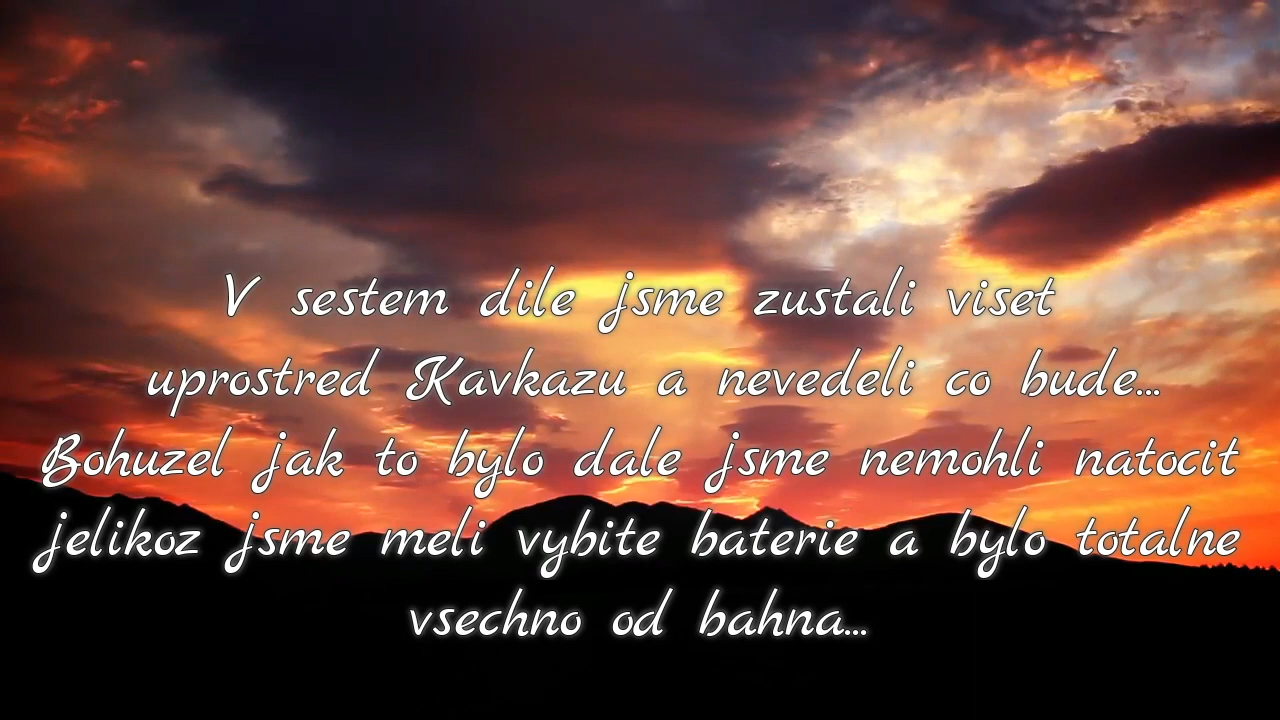 V sestem dile jsme zustali viset
uprostred Kavkazu a nevedeli co bude...
Bohuzel jak to bylo dale jsme nemohli natocit
jelikoz jsme meli vybite baterie a bylo totalne
vsechno od bahna...